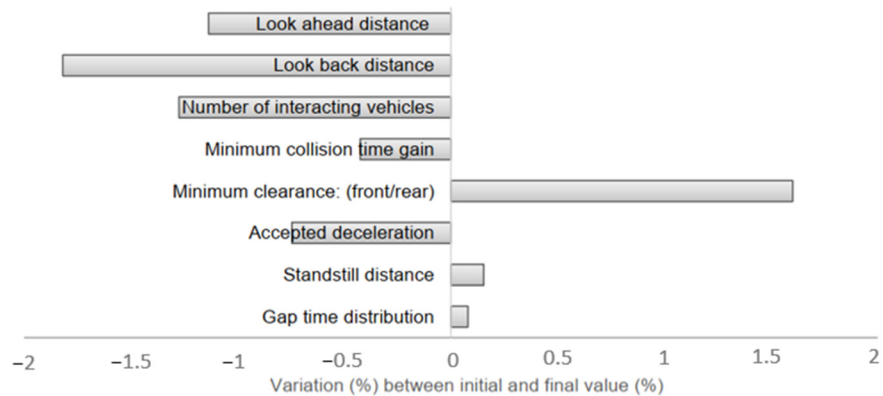 Look ahead distance
Look back distance
Number of interacting vehicles
Minimum collision time gain
Minimum clearance: (front/rear)
Accepted deceleration
Standstill distance
Gap time distribution
−2 −1.5 −1 −0.5 0 0.5 1 1.5 2
Variation (%) between initial and final value (%)